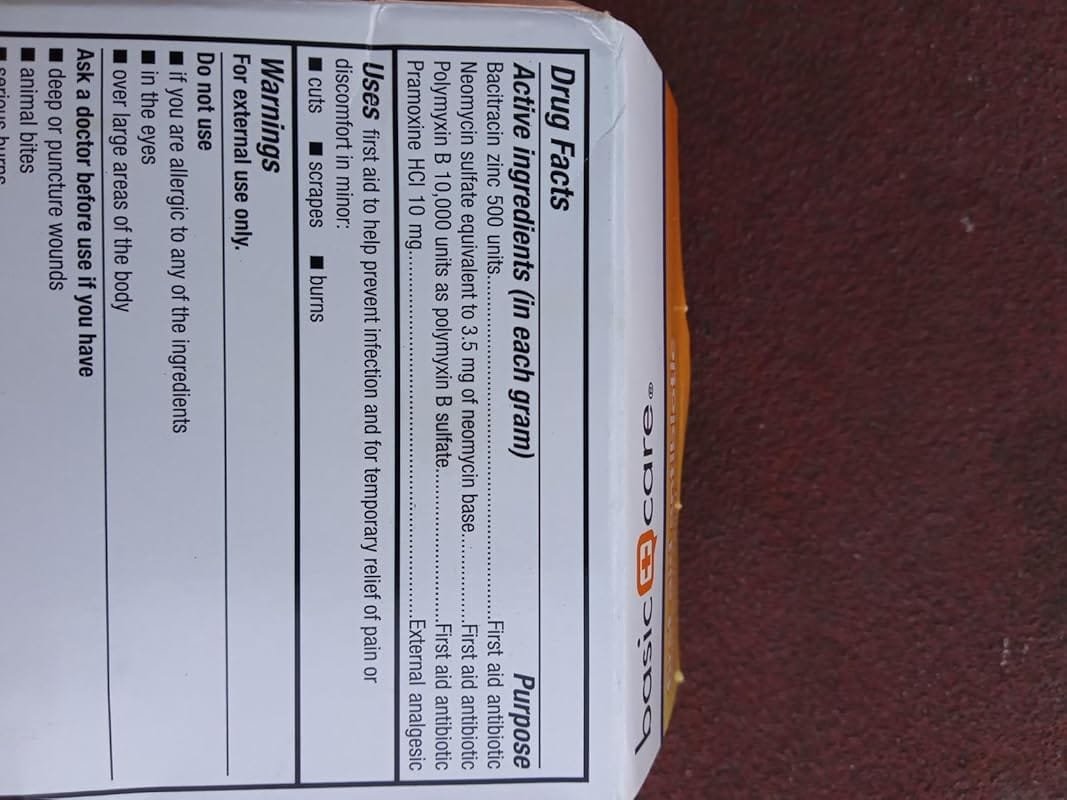 basic care®
Drug Facts
Active ingredients (in each gram) Purpose
Bacitracin zinc 500 units..........First aid antibiotic
Neomycin sulfate equivalent to 3.5 mg of neomycin base..........First aid antibiotic
Polymyxin B 10,000 units as polymyxin B sulfate..........First aid antibiotic
Pramoxine HCl 10 mg..........External analgesic
Uses first aid to help prevent infection and for temporary relief of pain or
discomfort in minor:
■ cuts ■ scrapes ■ burns
Warnings
For external use only.
Do not use
■ if you are allergic to any of the ingredients
■ in the eyes
■ over large areas of the body
Ask a doctor before use if you have
■ deep or puncture wounds
■ animal bites
■ serious burns